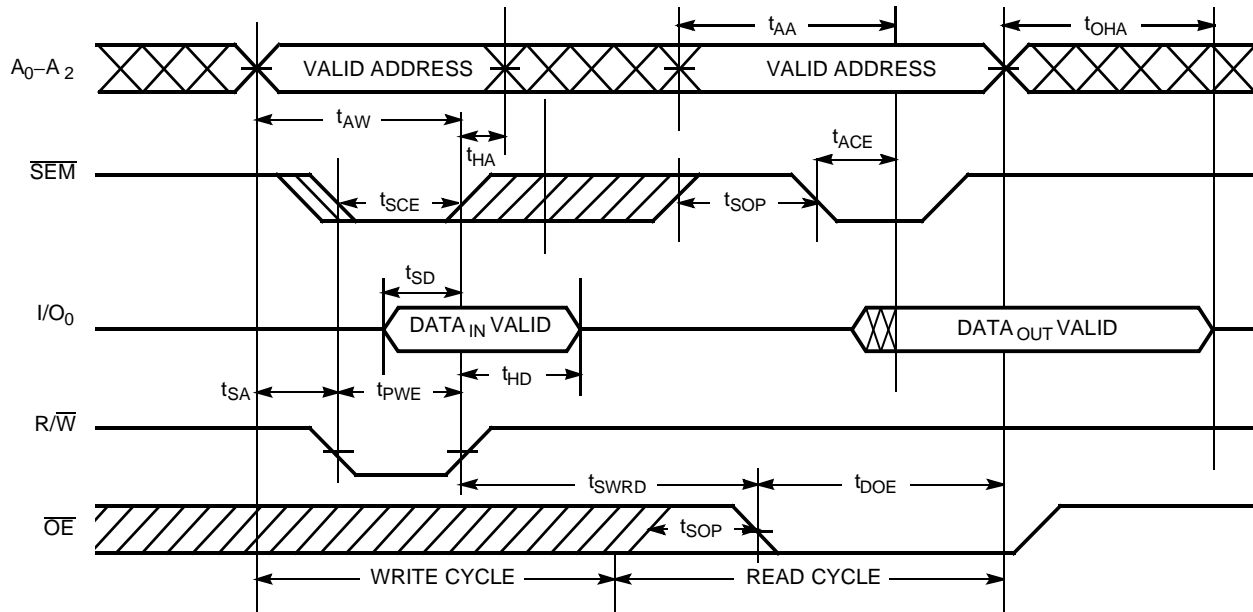 tAA
tOHA
A0–A2
VALID ADDRESS
VALID ADDRESS
tAW
tHA
tACE
SEM
tSCE
tSOP
tSD
I/O0
DATAIN VALID
DATAOUT VALID
tHD
tSA
tPWE
R/W
tSWRD
tDOE
OE
tSOP
WRITE CYCLE
READ CYCLE